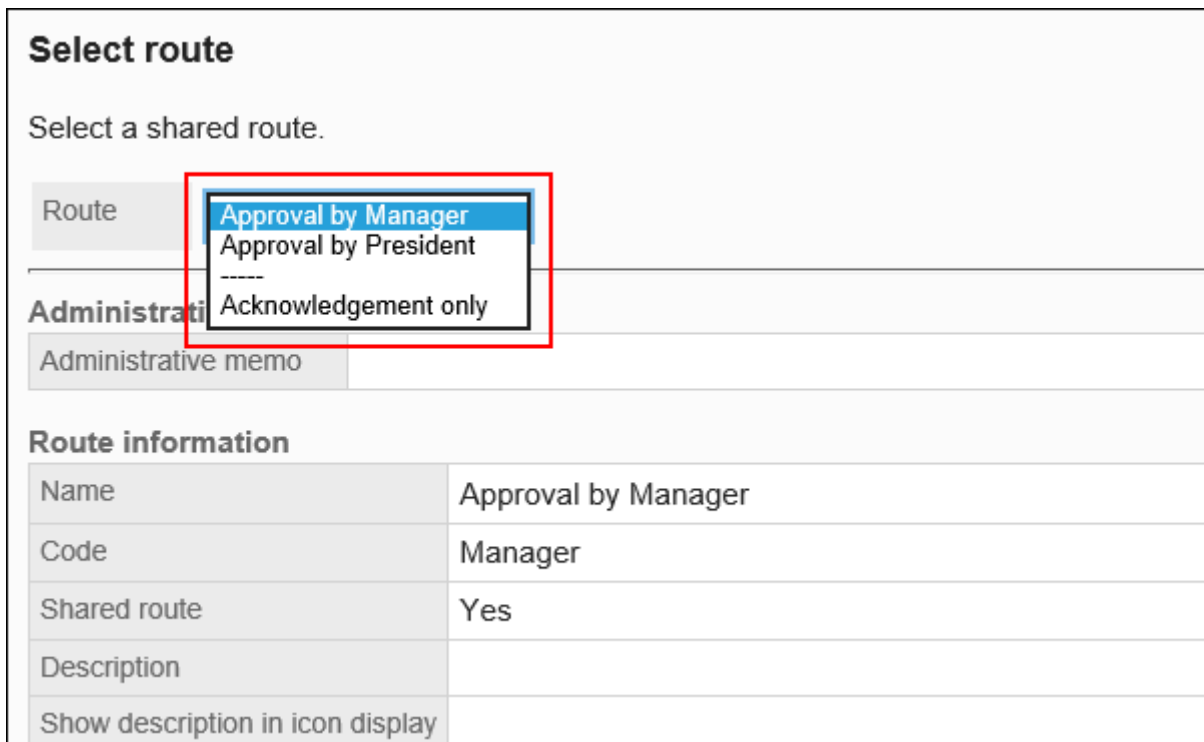 Select route
Select a shared route.
Route
Approval by Manager
Approval by President
-----
Acknowledgement only
Administrati
Administrative memo
Route information
Name Approval by Manager
Code Manager
Shared route Yes
Description
Show description in icon display